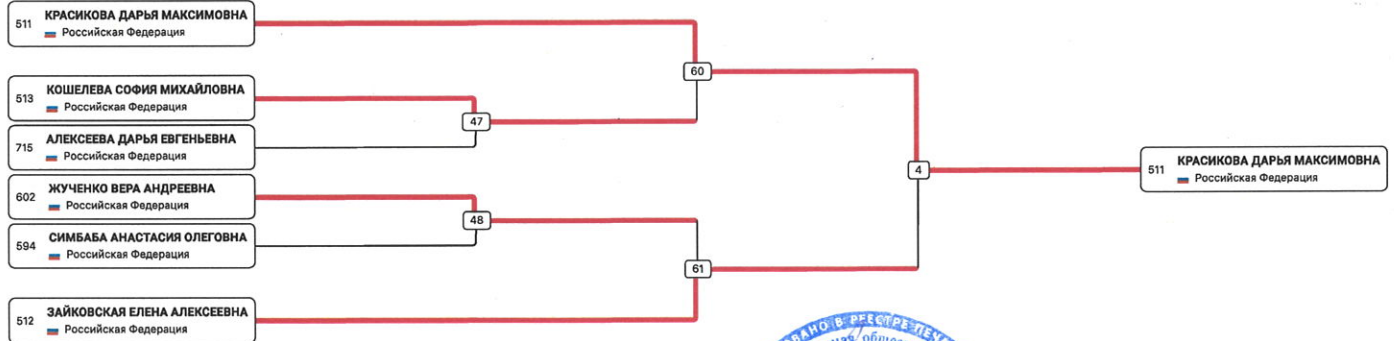 511 КРАСИКОВА ДАРЬЯ МАКСИМОВНА
Российская Федерация
513 КОШЕЛЕВА СОФИЯ МИХАЙЛОВНА
Российская Федерация
715 АЛЕКСЕЕВА ДАРЬЯ ЕВГЕНЬЕВНА
Российская Федерация
602 ЖУЧЕНКО ВЕРА АНДРЕЕВНА
Российская Федерация
594 СИМБАБА АНАСТАСИЯ ОЛЕГОВНА
Российская Федерация
512 ЗАЙКОВСКАЯ ЕЛЕНА АЛЕКСЕЕВНА
Российская Федерация
47
48
60
61
4
511 КРАСИКОВА ДАРЬЯ МАКСИМОВНА
Российская Федерация
В РЕЕСТРЕ